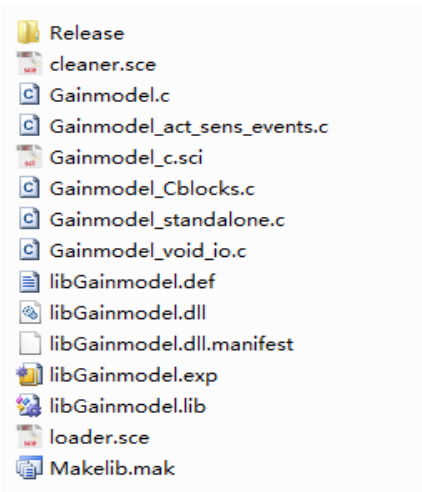 Release
cleaner.sce
Gainmodel.c
Gainmodel_act_sens_events.c
Gainmodel_c.sci
Gainmodel_Cblocks.c
Gainmodel_standalone.c
Gainmodel_void_io.c
libGainmodel.def
libGainmodel.dll
libGainmodel.dll.manifest
libGainmodel.exp
libGainmodel.lib
loader.sce
Makelib.mak